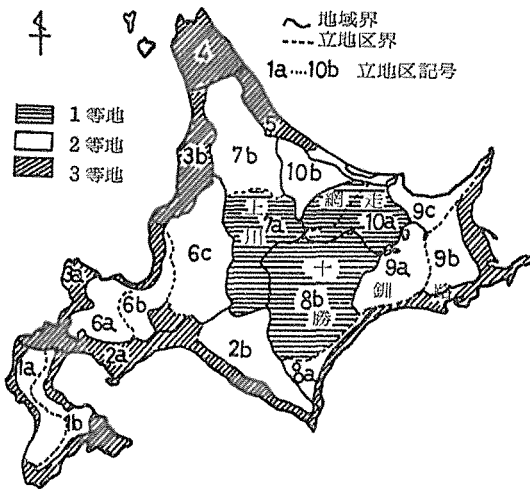 地域界
立地区界
1a‥‥10b 立地区記号
1 等地
2 等地
3 等地
4
5
3b
7b
10b
上川
7a
網走
10a
9c
6c
十勝
8b
9a
9b
釧路
3a
6a
6b
2a
2b
8a
1a
1b